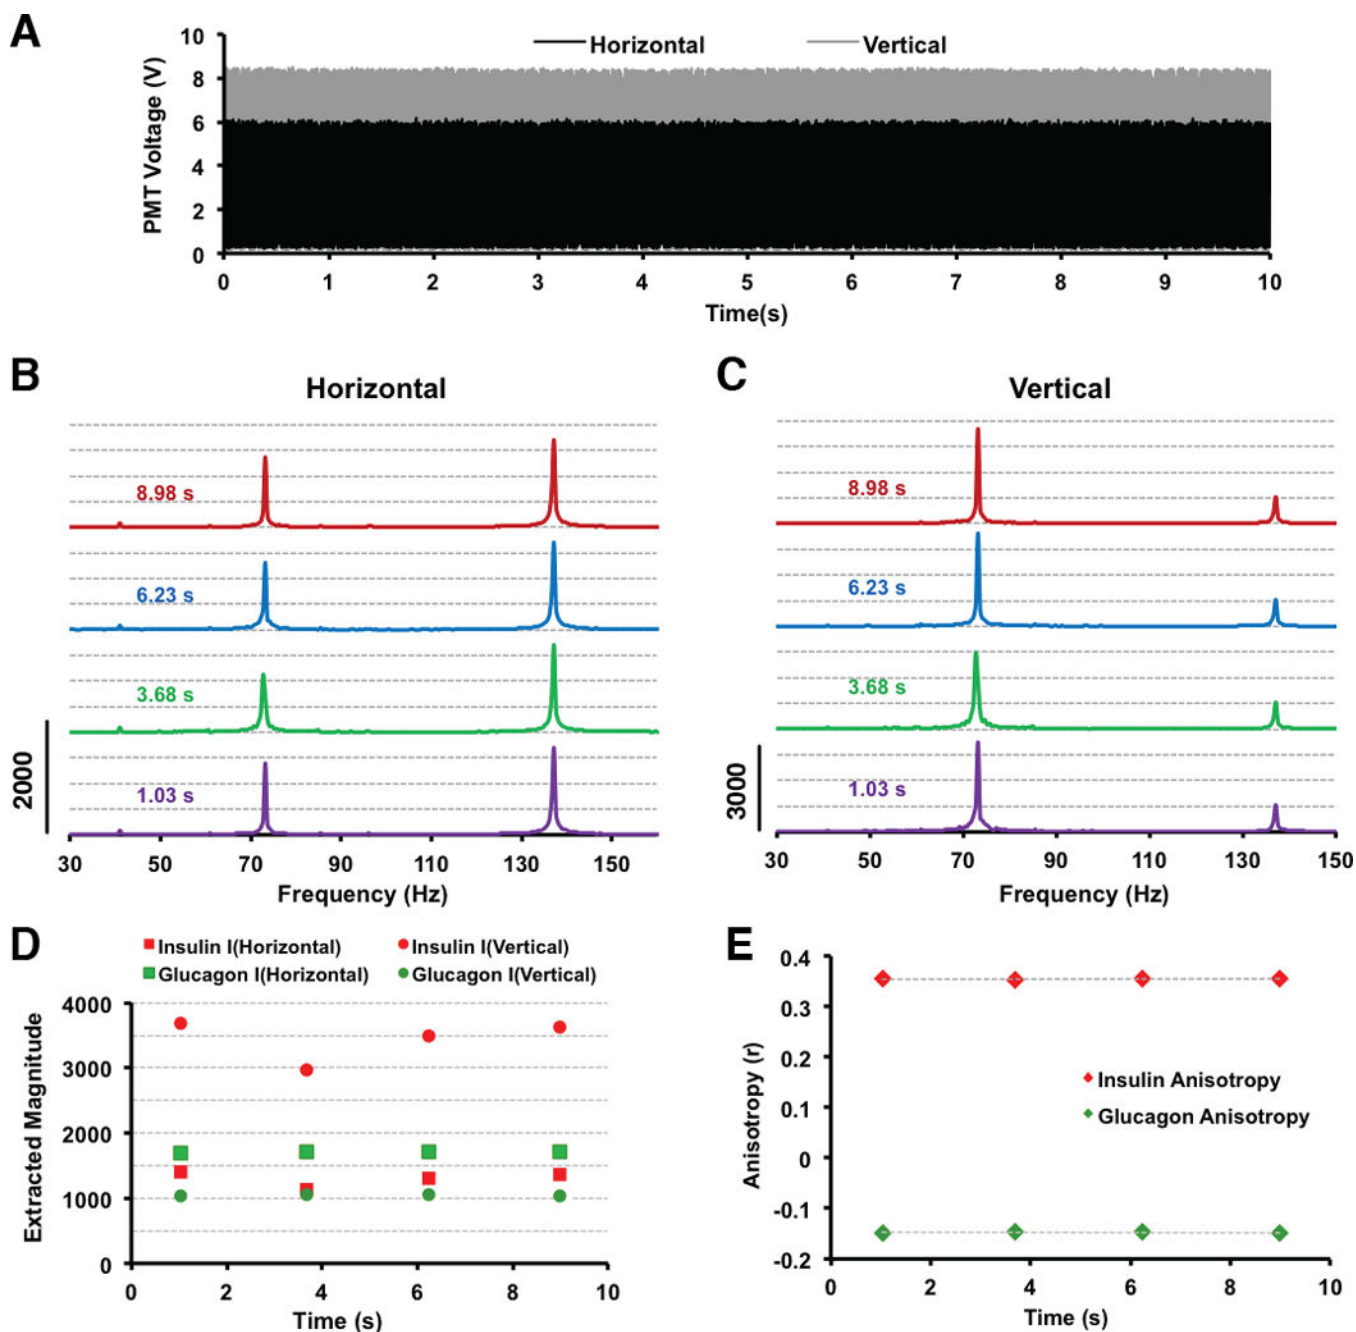 A
10
8
6
4
2
0
PMT Voltage (V)
Horizontal
Vertical
0 1 2 3 4 5 6 7 8 9 10
Time(s)
B
Horizontal
8.98 s
6.23 s
3.68 s
1.03 s
2000
30 50 70 90 110 130 150
Frequency (Hz)
C
Vertical
8.98 s
6.23 s
3.68 s
1.03 s
3000
30 50 70 90 110 130 150
Frequency (Hz)
D
Insulin I(Horizontal) Insulin I(Vertical)
Glucagon I(Horizontal) Glucagon I(Vertical)
4000
3000
2000
1000
0
Extracted Magnitude
0 2 4 6 8 10
Time (s)
E
0.4
0.3
0.2
0.1
0
-0.1
-0.2
Anisotropy (r)
Insulin Anisotropy
Glucagon Anisotropy
0 2 4 6 8 10
Time (s)